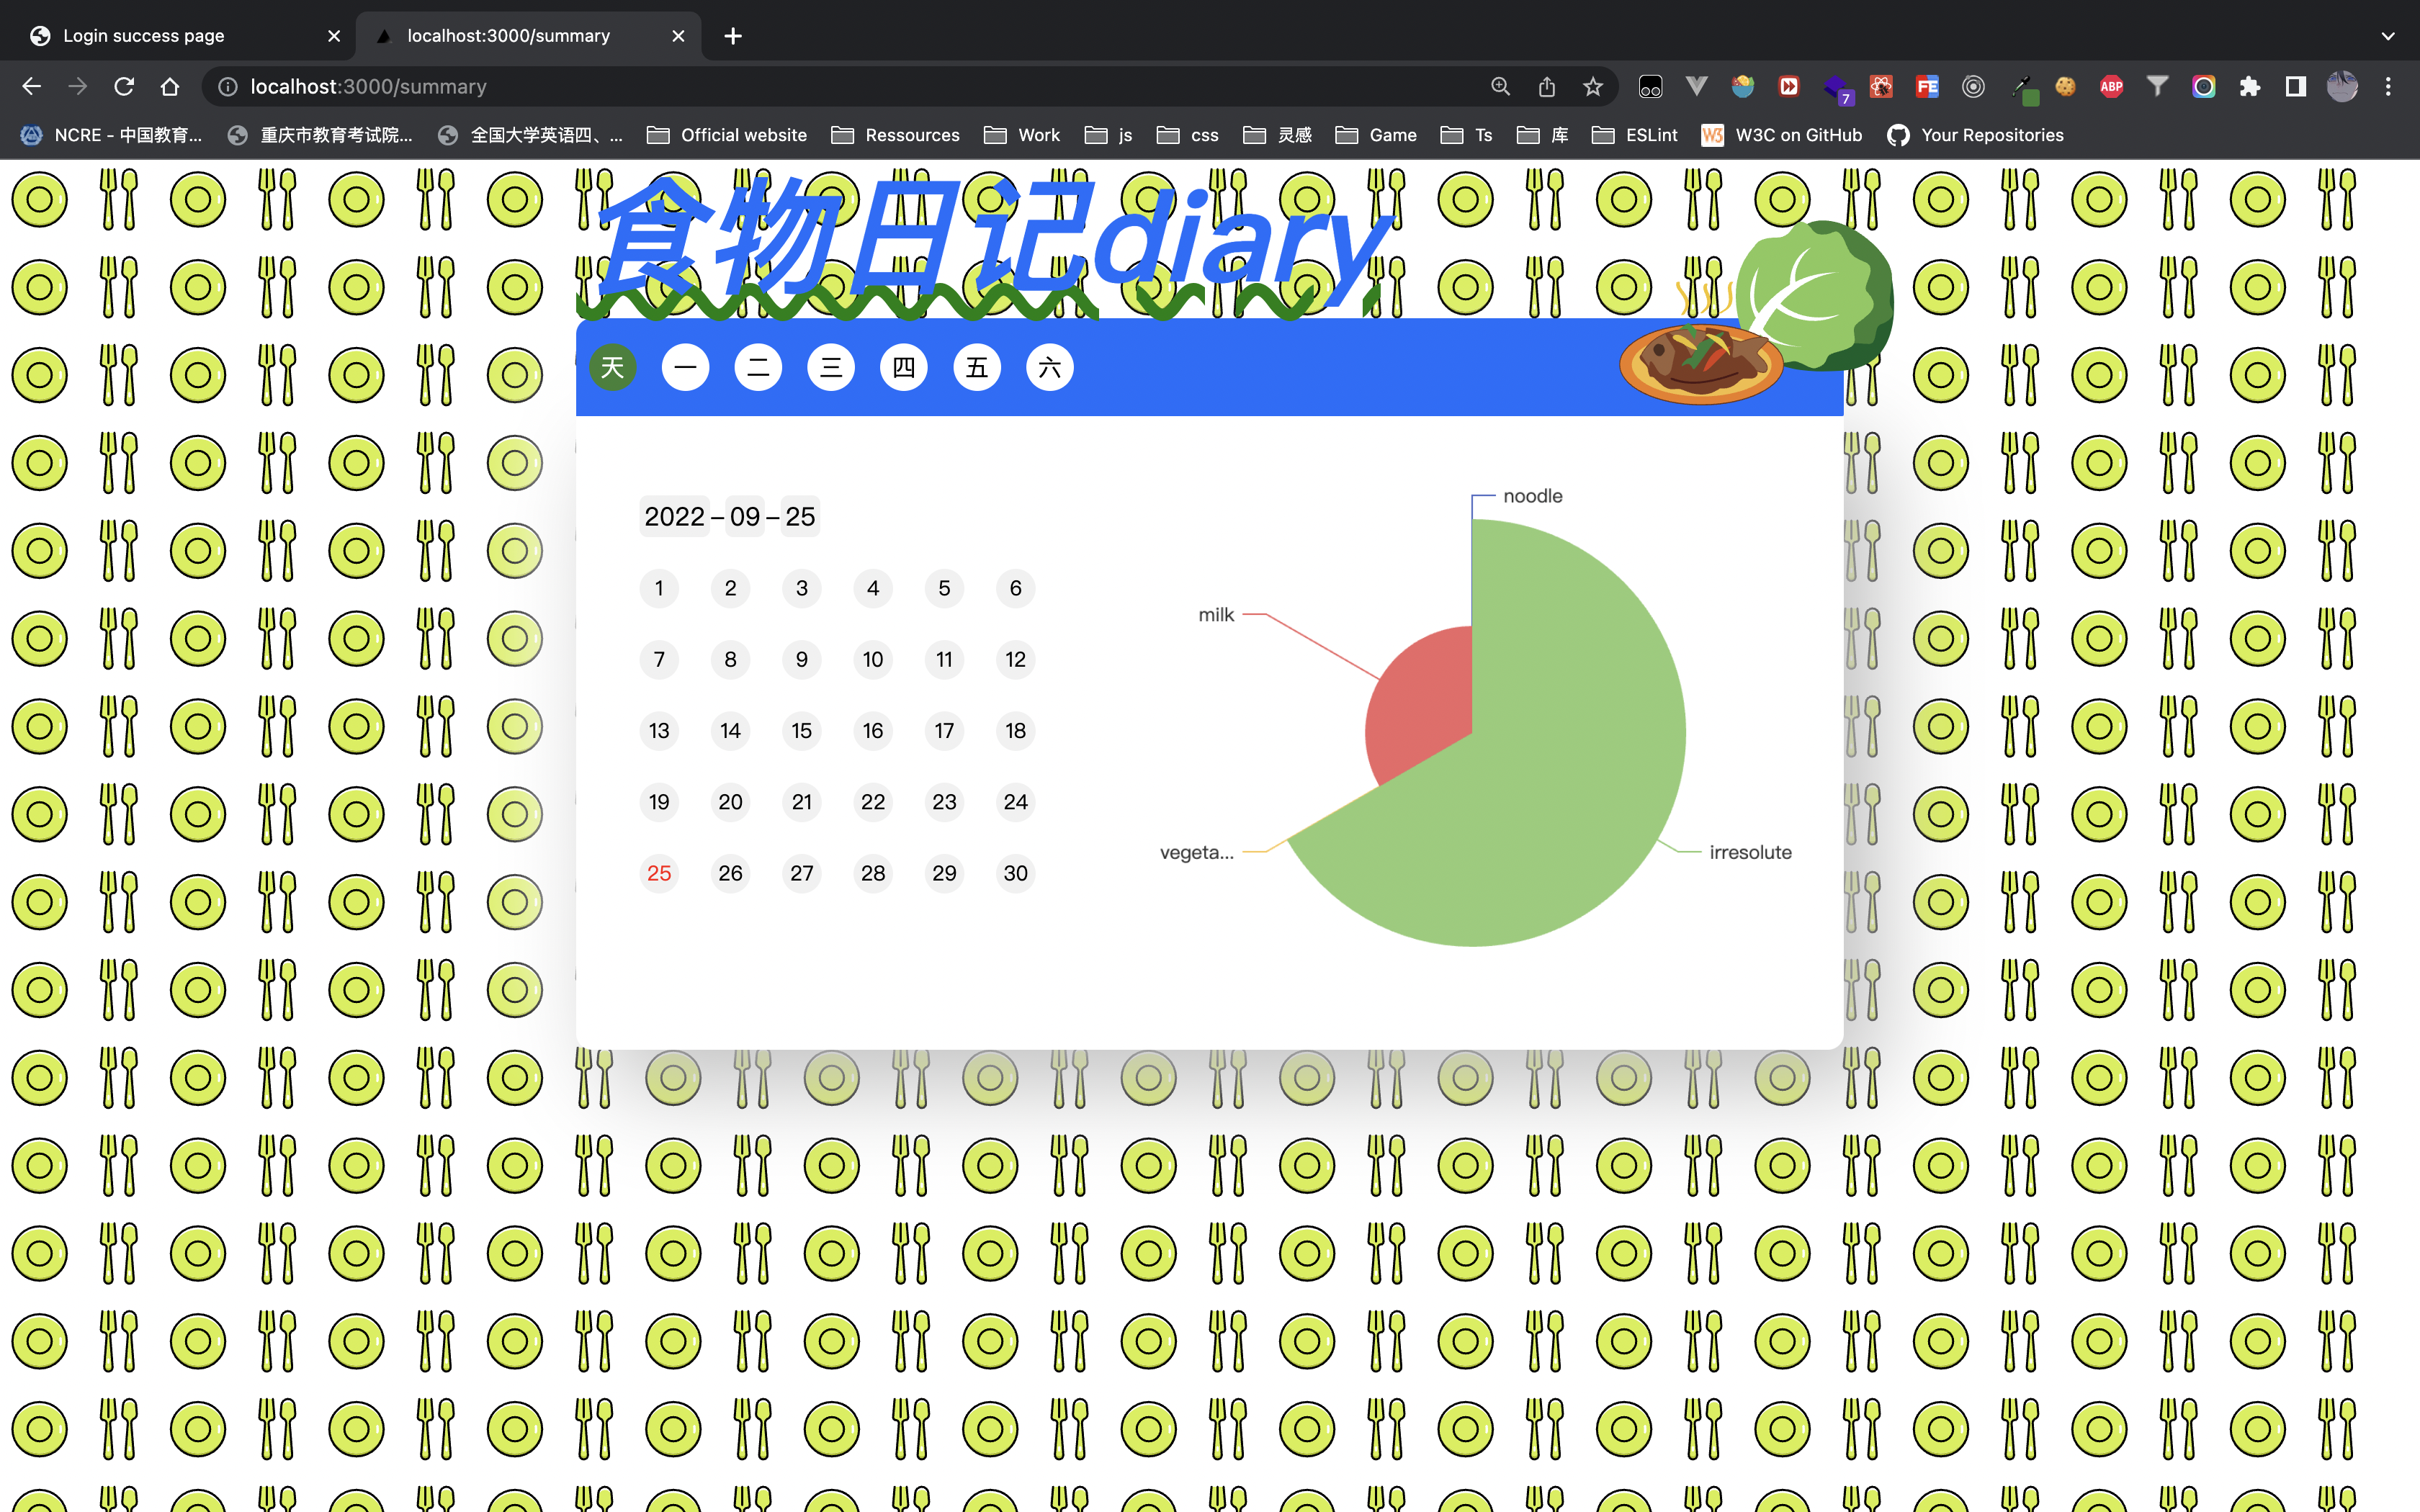 Login success page
localhost:3000/summary
localhost:3000/summary
7
FE
ABP
NCRE - 中国教育...
重庆市教育考试院...
全国大学英语四、...
Official website
Ressources
Work
js
css
灵感
Game
Ts
库
ESLint
W3C on GitHub
Your Repositories
食物日记diary
天 一 二 三 四 五 六
2022 – 09 – 25
1 2 3 4 5 6
7 8 9 10 11 12
13 14 15 16 17 18
19 20 21 22 23 24
25 26 27 28 29 30
noodle
milk
vegeta...
irresolute